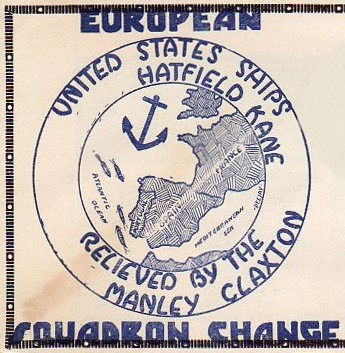 EUROPEAN
UNITED STATES SHIPS
HATFIELD KANE
ATLANTIC
OCEAN
PORTUGAL
SPAIN
FRANCE
MEDITERRANEAN
SEA
RELIEVED BY THE
MANLEY CLAXTON
SQUADRON CHANGE